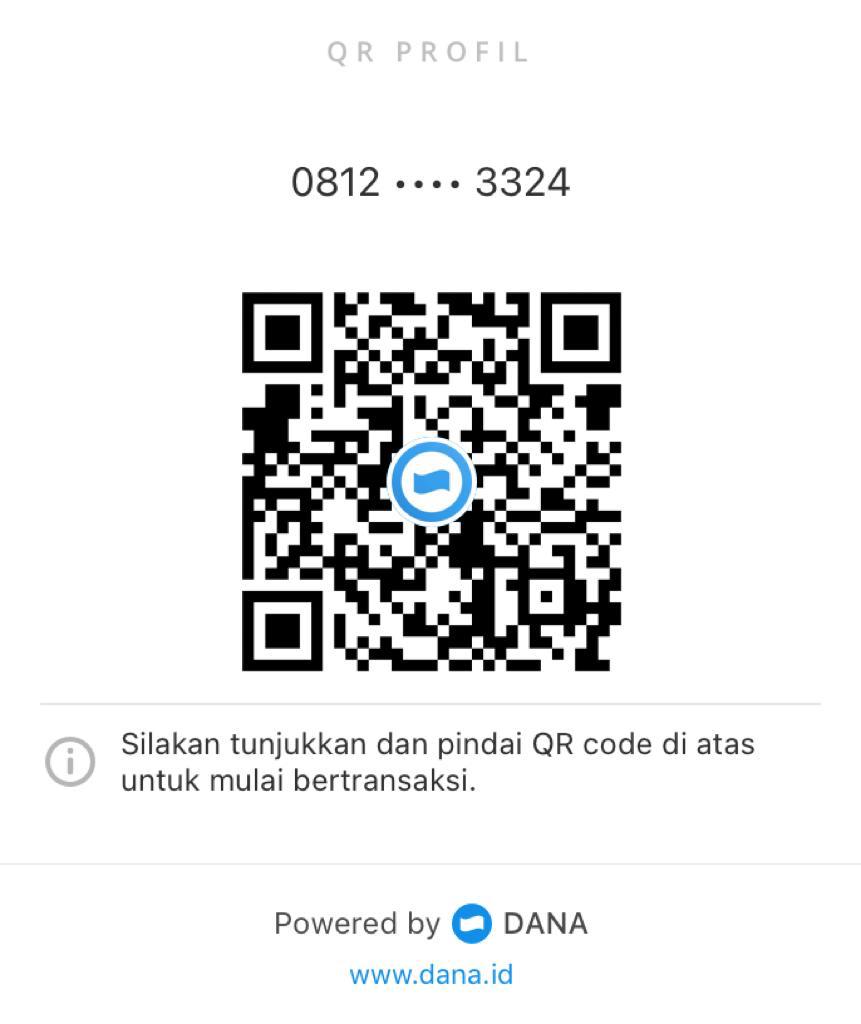 QR PROFIL
0812 •••• 3324
Silakan tunjukkan dan pindai QR code di atas
untuk mulai bertransaksi.
Powered by DANA
www.dana.id